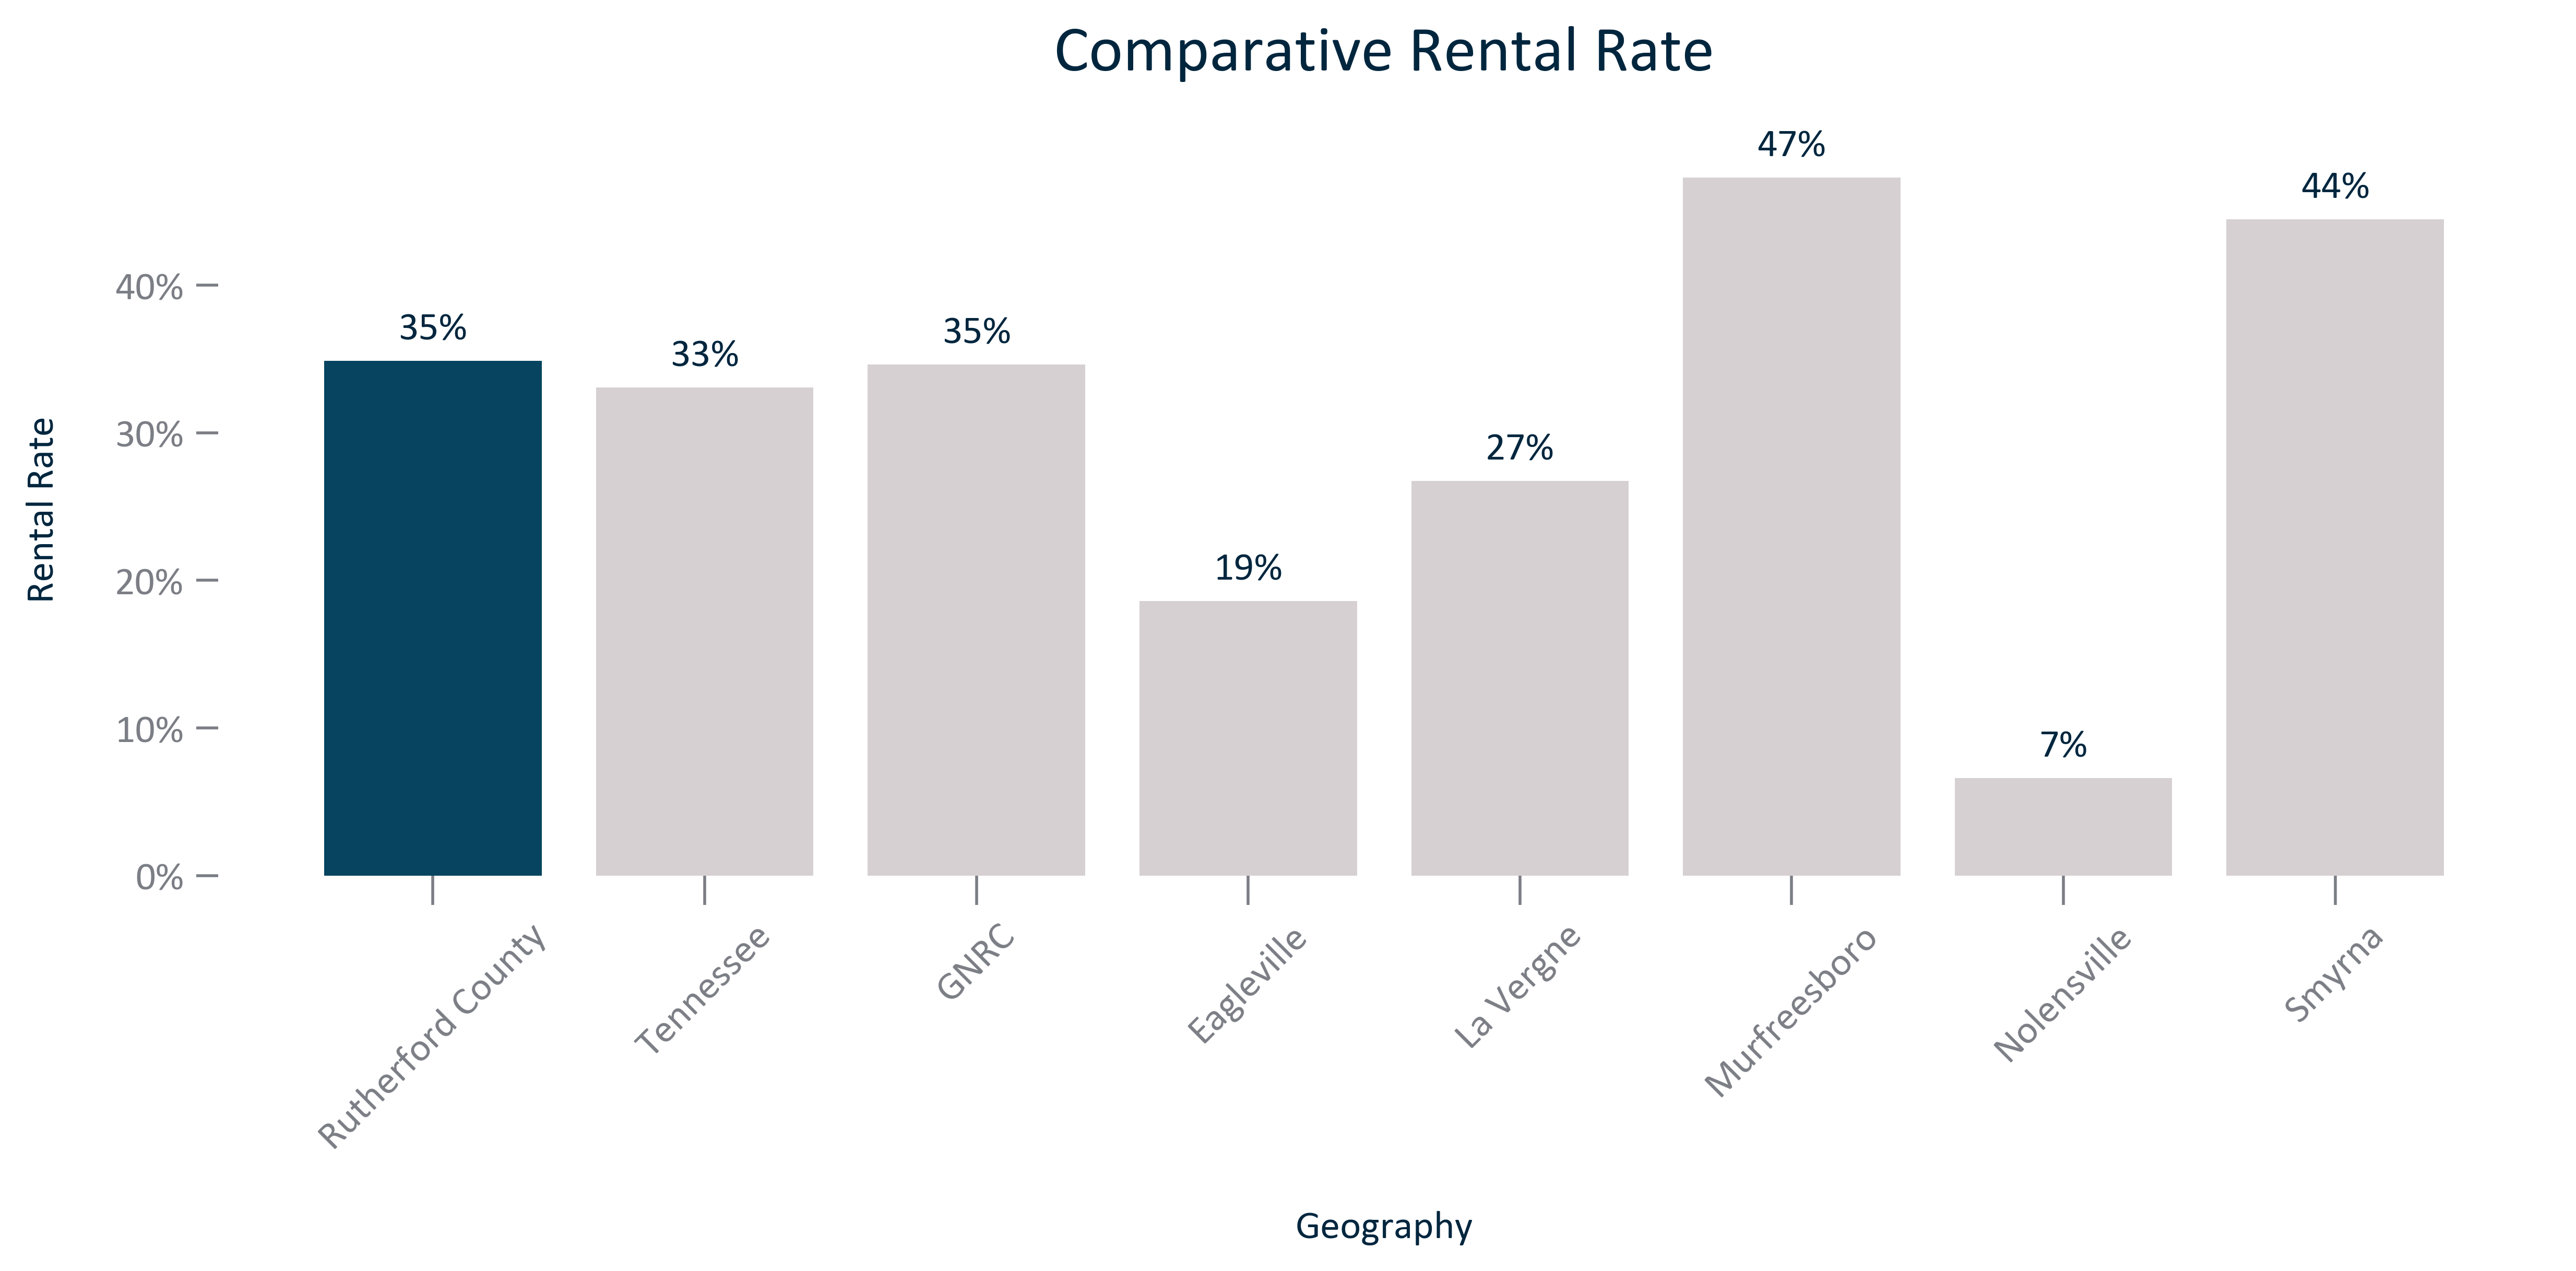 Comparative Rental Rate
Rental Rate
40%
30%
20%
10%
0%
35%
33%
35%
19%
27%
47%
7%
44%
Rutherford County
Tennessee
GNRC
Eagleville
La Vergne
Murfreesboro
Nolensville
Smyrna
Geography